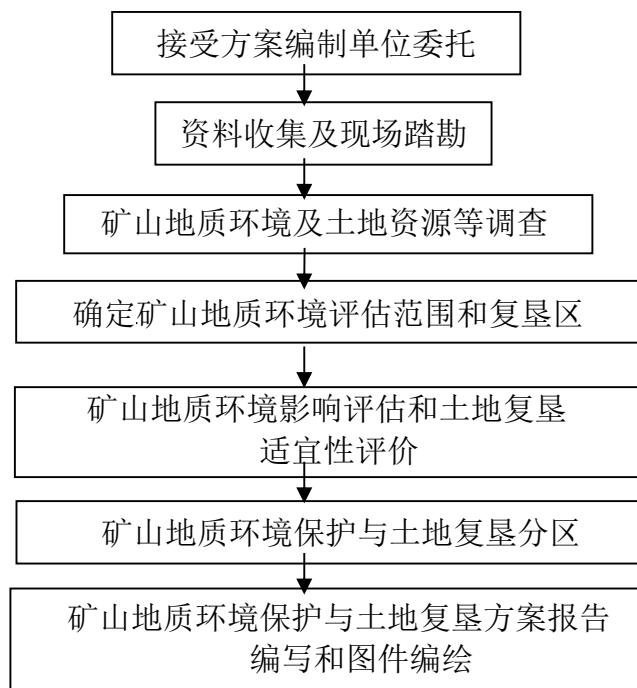 接受方案编制单位委托
资料收集及现场踏勘
矿山地质环境及土地资源等调查
确定矿山地质环境评估范围和复垦区
矿山地质环境影响评估和土地复垦
适宜性评价
矿山地质环境保护与土地复垦分区
矿山地质环境保护与土地复垦方案报告
编写和图件编绘